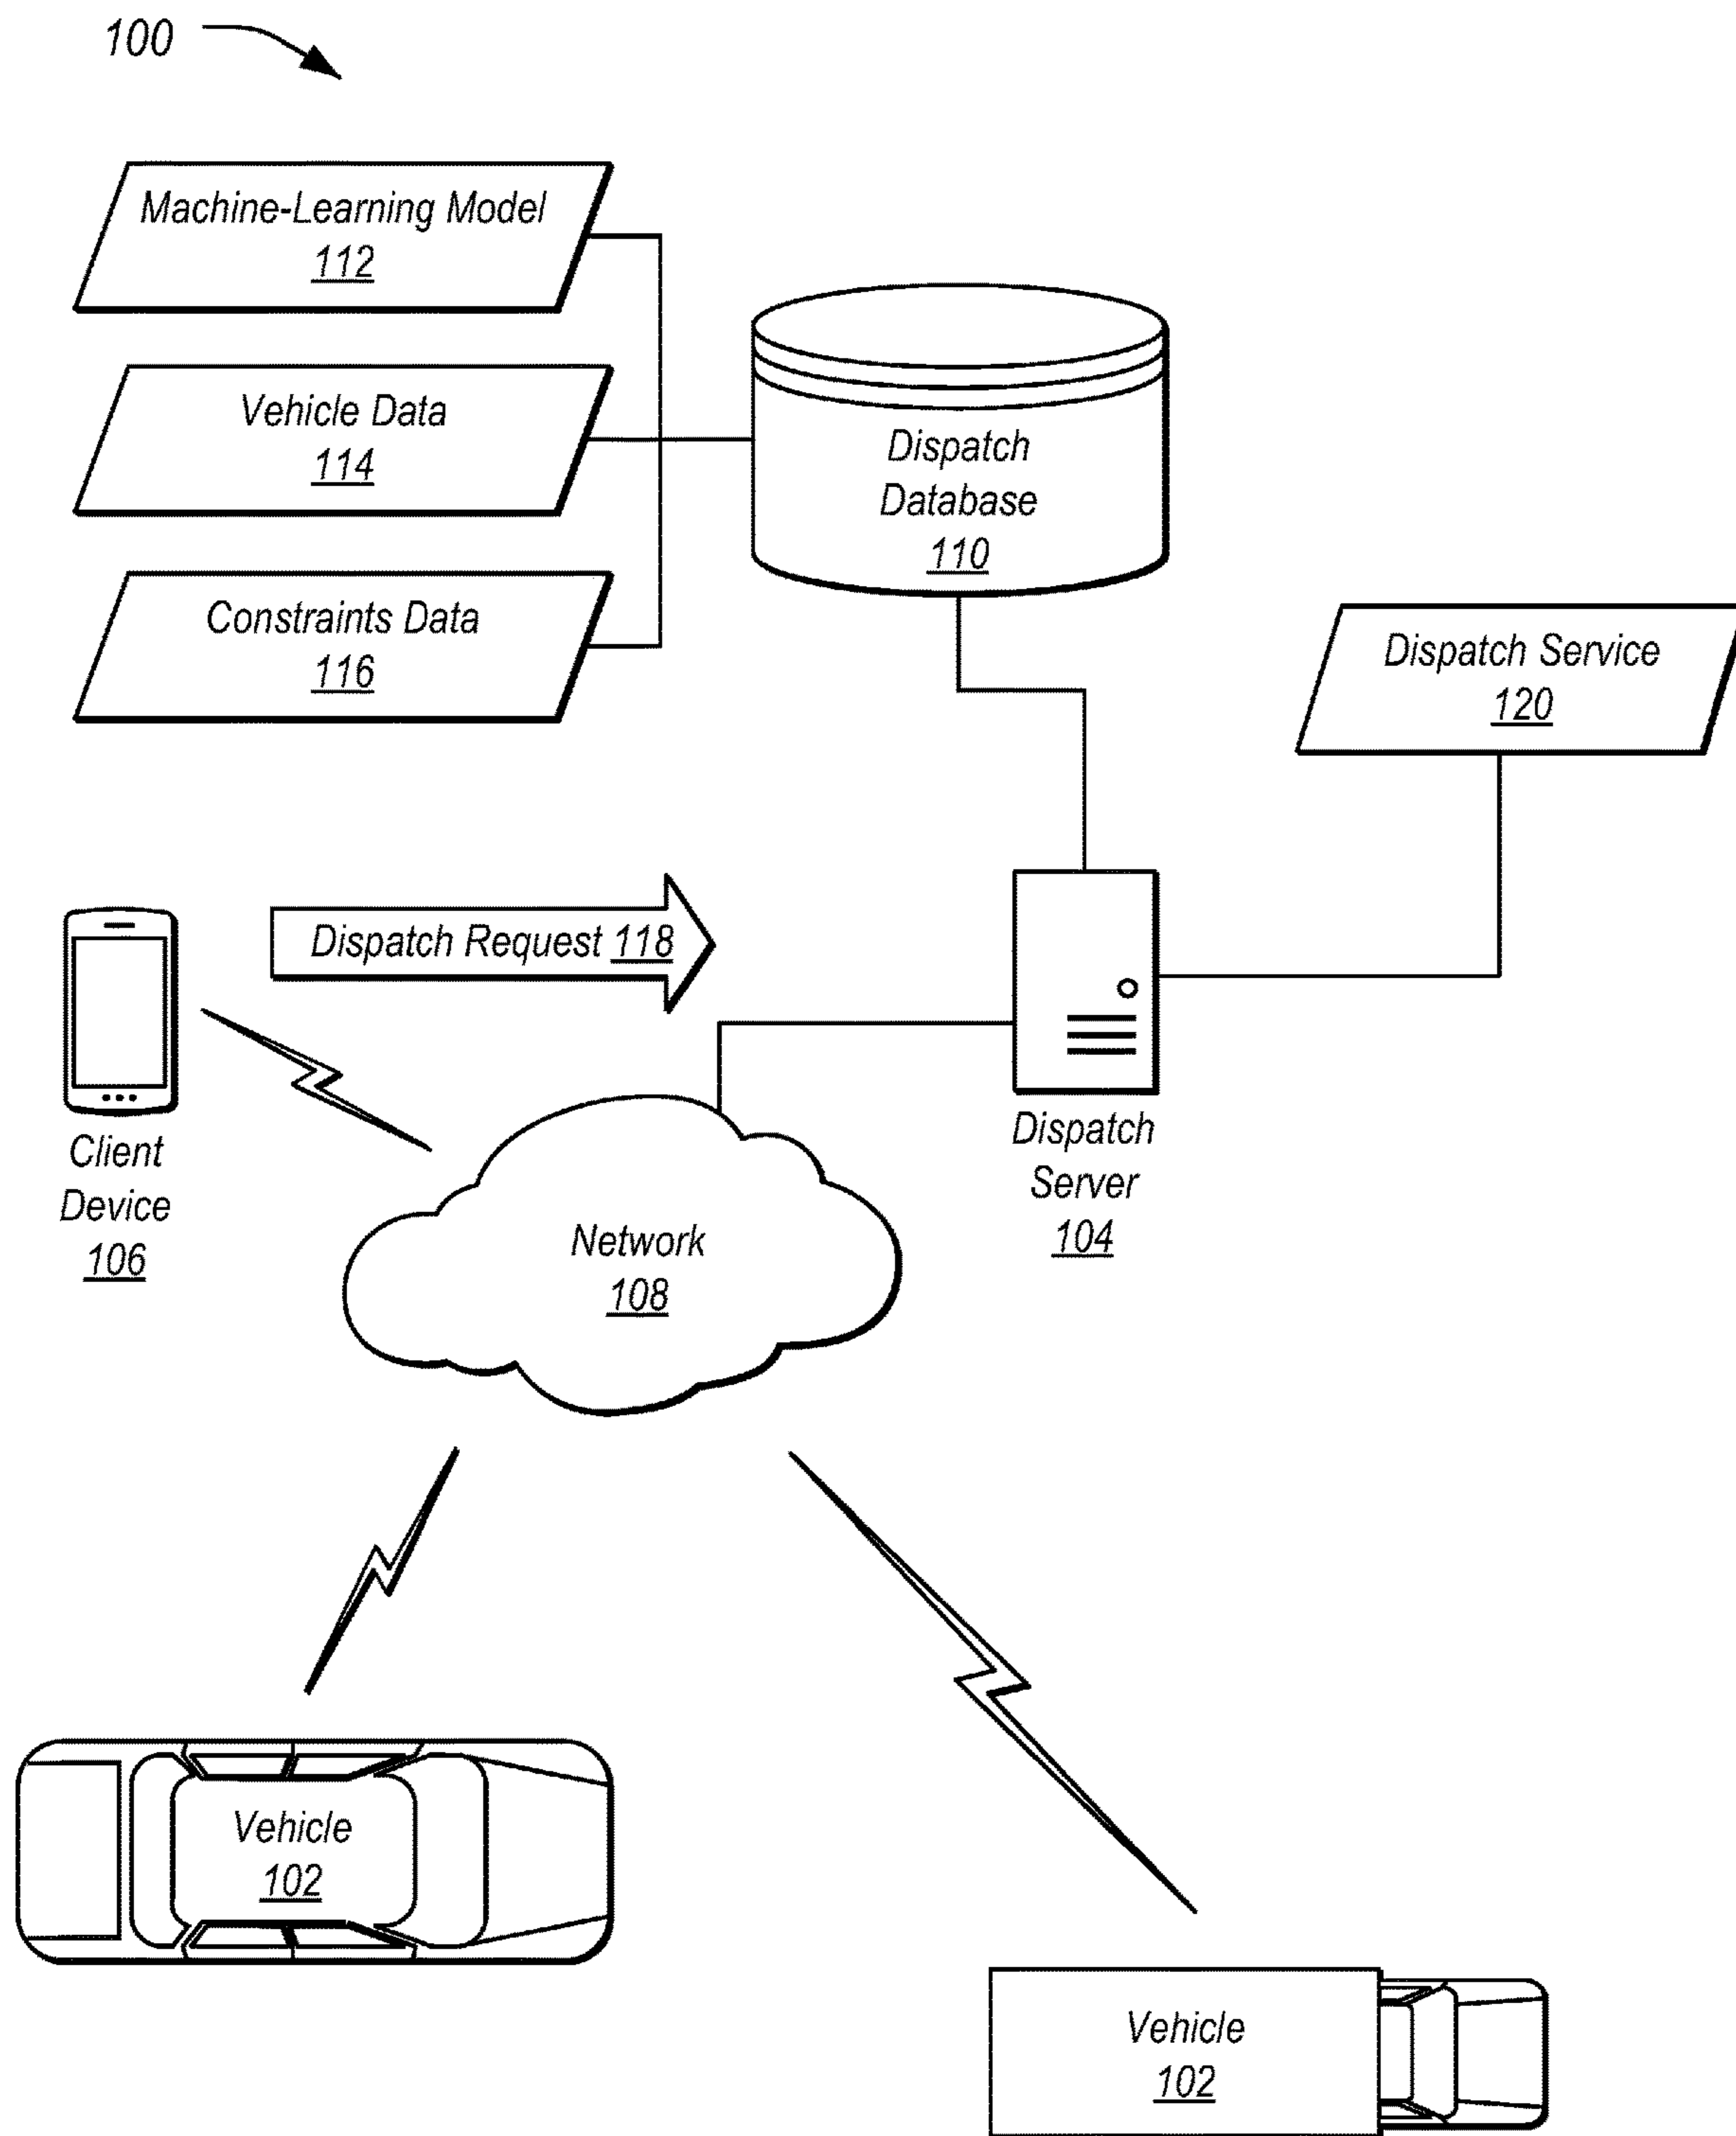 100
Machine-Learning Model
112
Vehicle Data
114
Constraints Data
116
Dispatch
Database
110
Dispatch Service
120
Dispatch Request 118
Client
Device
106
Dispatch
Server
104
Network
108
Vehicle
102
Vehicle
102